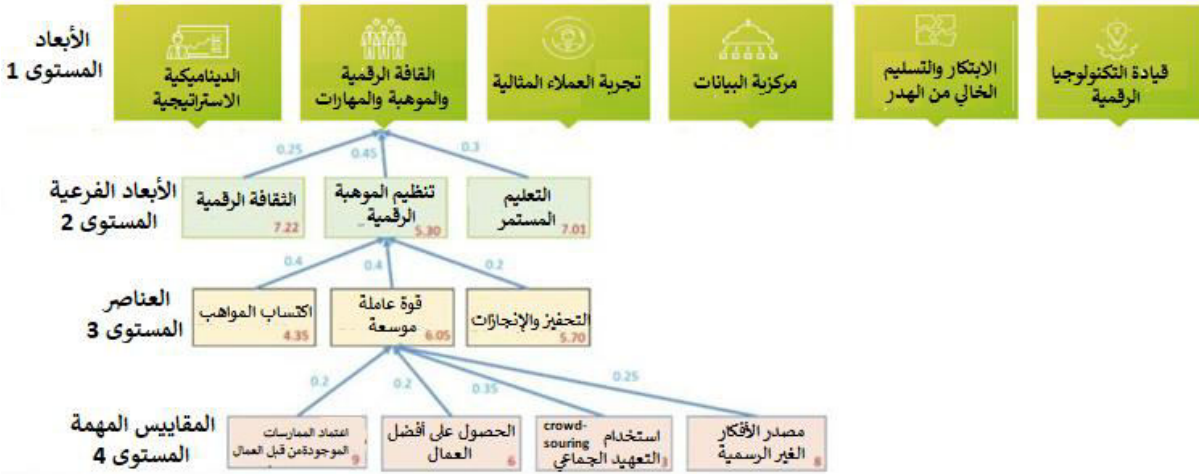 الأبعاد
المستوى 1
الديناميكية
الاستراتيجية
القافة الرقمية
والموهبة والمهارات
تجربة العملاء المثالية
مركزية البيانات
الابتكار والتسليم
الخالي من الهدر
قيادة التكنولوجيا
الرقمية
0.25
0.45
0.3
الأبعاد الفرعية
المستوى 2
الثقافة الرقمية
7.22
تنظيم الموهبة
الرقمية
5.30
التعليم
المستمر
7.01
0.4
0.4
0.2
العناصر
المستوى 3
اكتساب المواهب
4.35
قوة عاملة
موسعة
6.05
التحفيز والإنجازات
5.70
0.2
0.2
0.35
0.25
المقاييس المهمة
المستوى 4
اعتماد الممارسات
الموجودة من قبل العمال
9
الحصول على أفضل
العمال
6
استخدام crowd-souring
التعهيد الجماعي
3
مصدر الأفكار
الغير الرسمية
8